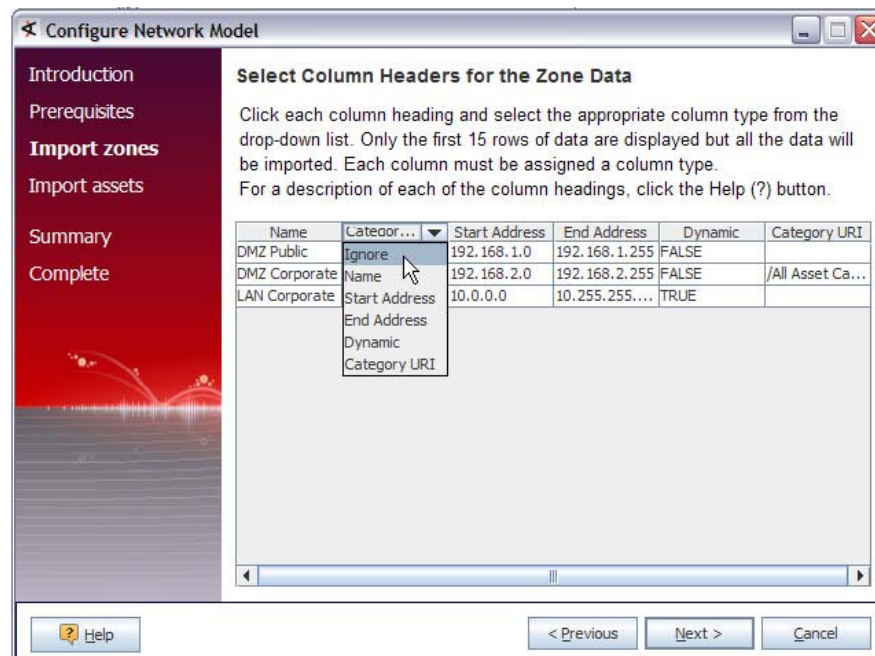 Configure Network Model
Introduction
Prerequisites
Import zones
Import assets
Summary
Complete
Select Column Headers for the Zone Data
Click each column heading and select the appropriate column type from the
drop-down list. Only the first 15 rows of data are displayed but all the data will
be imported. Each column must be assigned a column type.
For a description of each of the column headings, click the Help (?) button.
Name Categor... Start Address End Address Dynamic Category URI
DMZ Public 192.168.1.0 192.168.1.255 FALSE
DMZ Corporate 192.168.2.0 192.168.2.255 FALSE /All Asset Ca...
LAN Corporate 10.0.0.0 10.255.255.... TRUE
Ignore
Name
Start Address
End Address
Dynamic
Category URI
Help
< Previous
Next >
Cancel